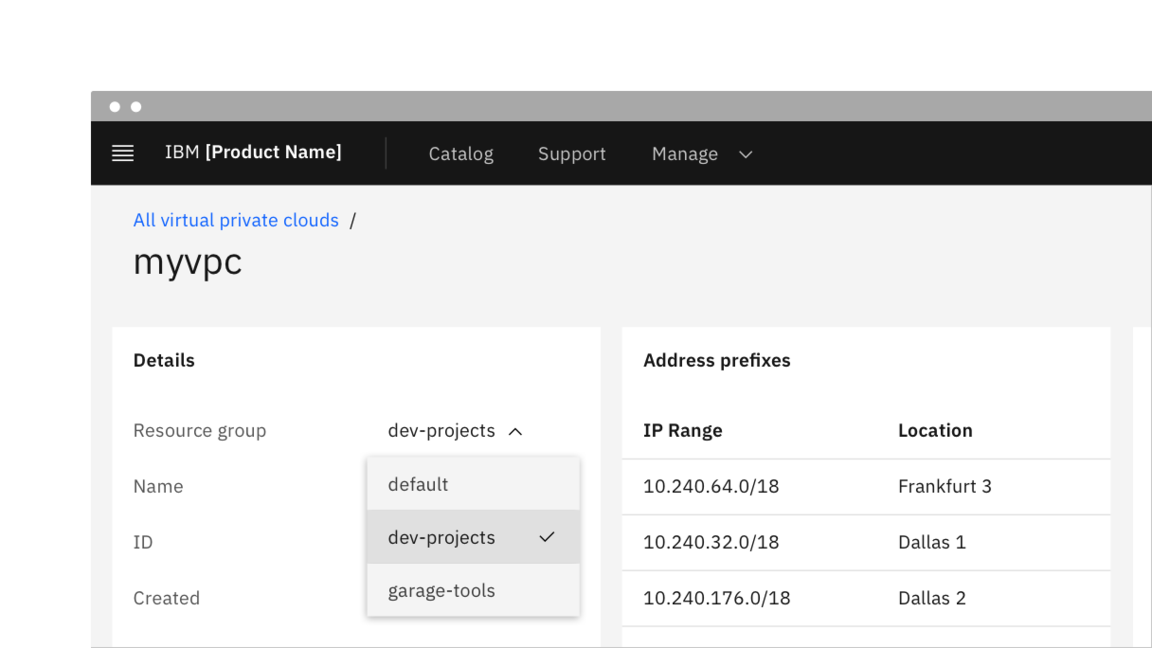 IBM [Product Name] Catalog Support Manage
All virtual private clouds /
myvpc
Details
Resource group dev-projects
Name
ID
Created
default
dev-projects
garage-tools
Address prefixes
IP Range Location
10.240.64.0/18 Frankfurt 3
10.240.32.0/18 Dallas 1
10.240.176.0/18 Dallas 2